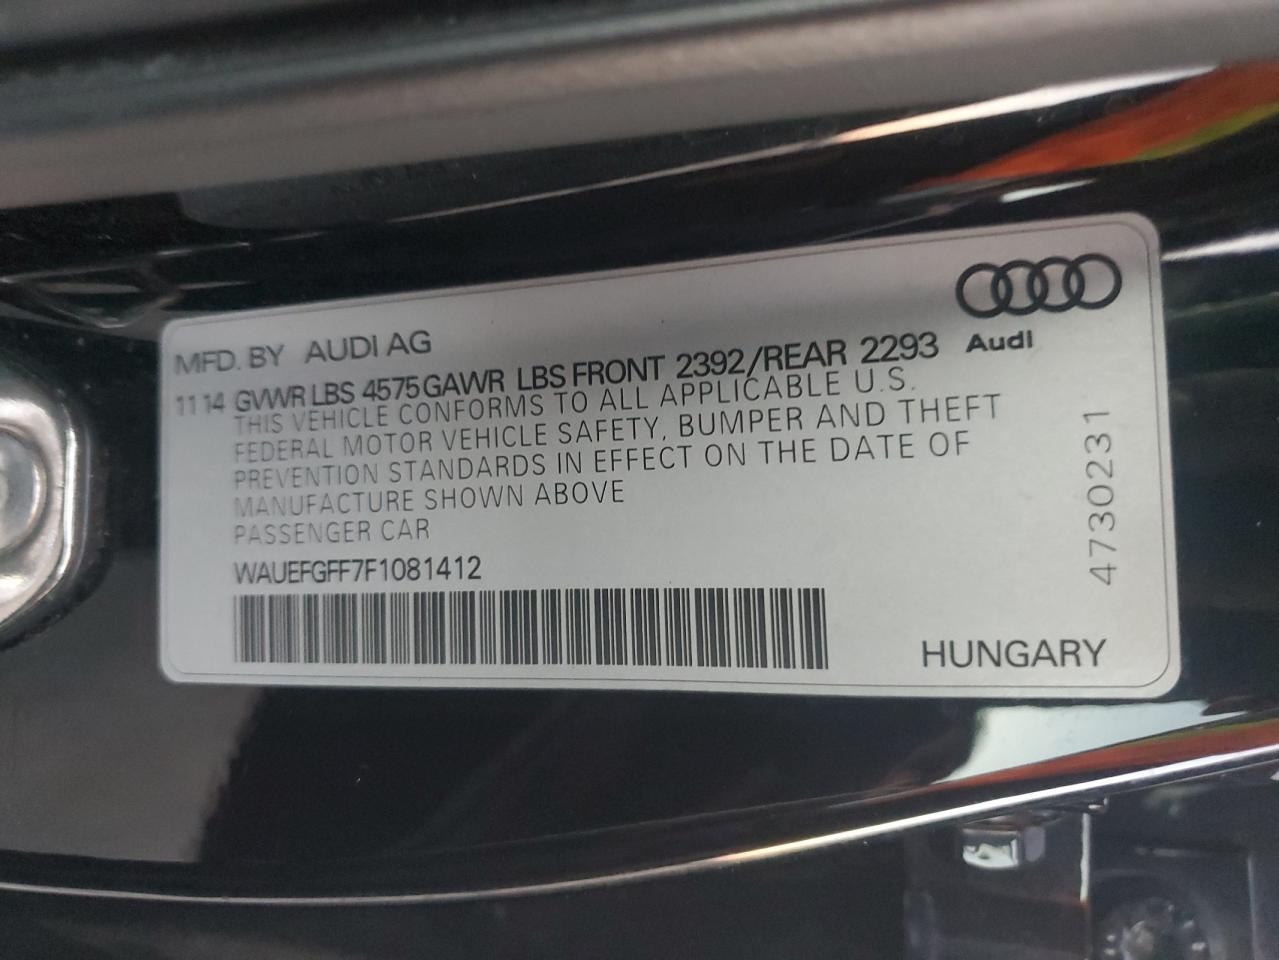 Audi
MFD. BY AUDI AG
11 14 GVWR LBS 4575 GAWR LBS FRONT 2392/REAR 2293
THIS VEHICLE CONFORMS TO ALL APPLICABLE U.S.
FEDERAL MOTOR VEHICLE SAFETY, BUMPER AND THEFT
PREVENTION STANDARDS IN EFFECT ON THE DATE OF
MANUFACTURE SHOWN ABOVE
PASSENGER CAR
WAUEFGFF7F1081412
4730231
HUNGARY